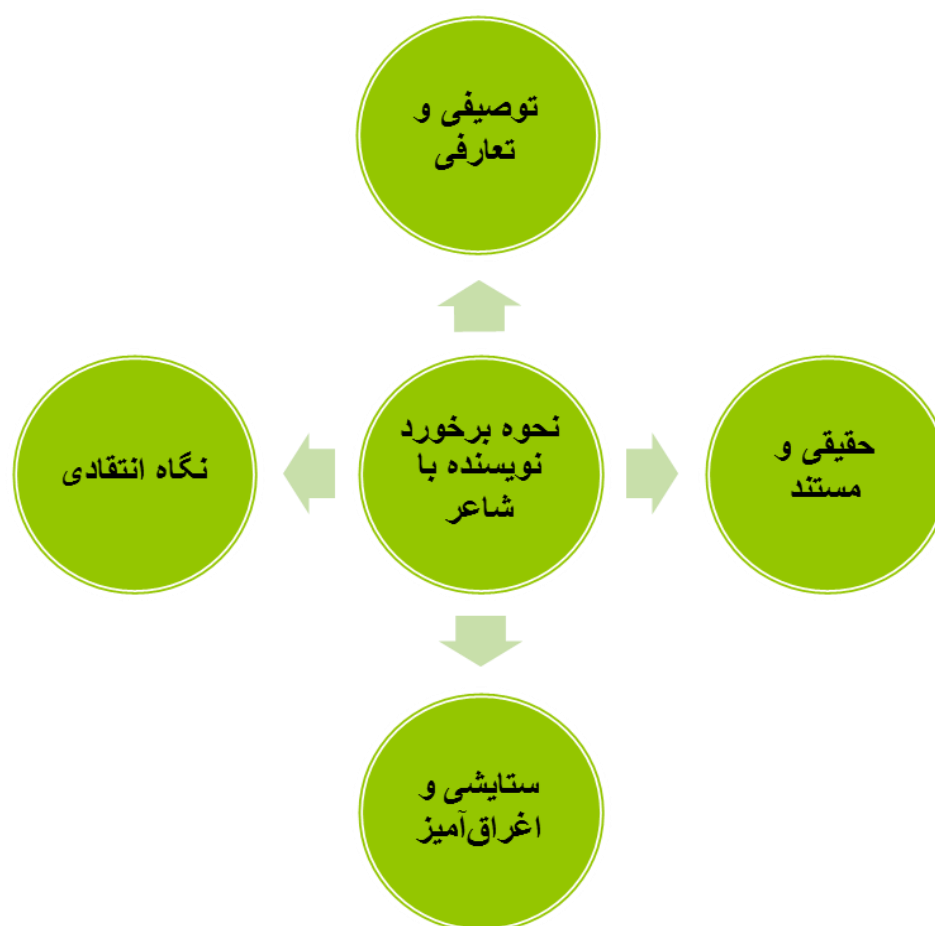 توصیفی و
تعارفی
نحوه برخورد
نویسنده با
شاعر
حقیقی و
مستند
نگاه انتقادی
ستایشی و
اغراق‌آمیز